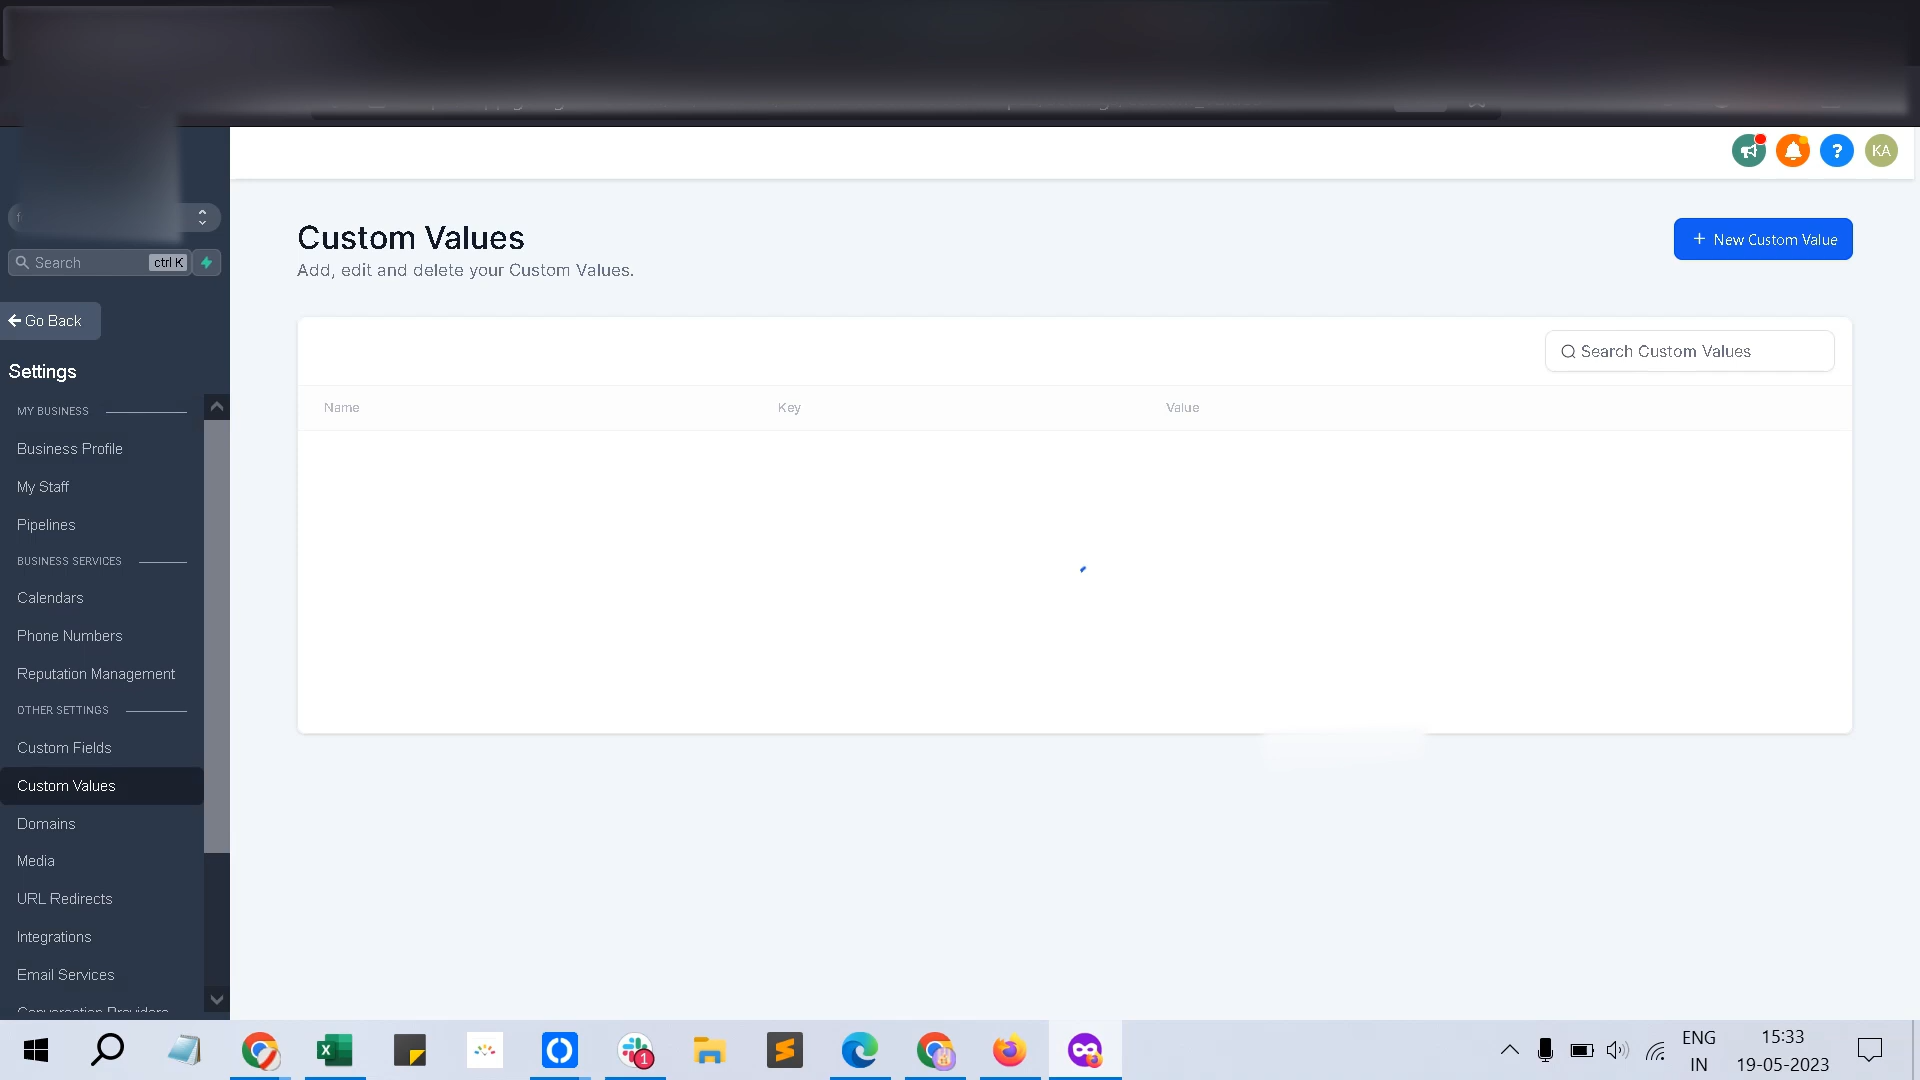 KA
Search
ctrl K
Go Back
Settings
MY BUSINESS
Business Profile
My Staff
Pipelines
BUSINESS SERVICES
Calendars
Phone Numbers
Reputation Management
OTHER SETTINGS
Custom Fields
Custom Values
Domains
Media
URL Redirects
Integrations
Email Services
Conversation Providers
Custom Values
Add, edit and delete your Custom Values.
+ New Custom Value
Search Custom Values
Name Key Value
1
ENG
IN
15:33
19-05-2023